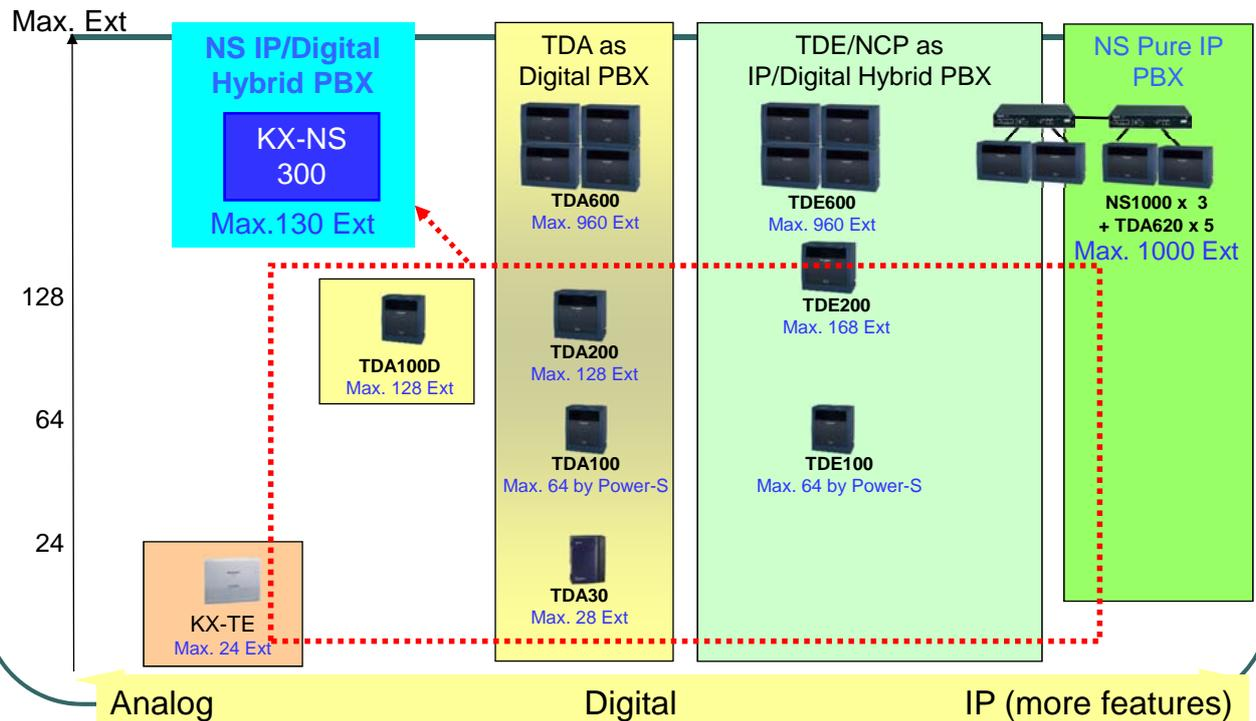 Max. Ext
NS IP/Digital
Hybrid PBX
KX-NS
300
Max.130 Ext
TDA as
Digital PBX
TDA600
Max. 960 Ext
TDE/NCP as
IP/Digital Hybrid PBX
TDE600
Max. 960 Ext
NS Pure IP
PBX
NS1000 x 3
+ TDA620 x 5
Max. 1000 Ext
128
TDA100D
Max. 128 Ext
TDA200
Max. 128 Ext
TDE200
Max. 168 Ext
64
TDA100
Max. 64 by Power-S
TDE100
Max. 64 by Power-S
24
KX-TE
Max. 24 Ext
TDA30
Max. 28 Ext
Analog
Digital
IP (more features)